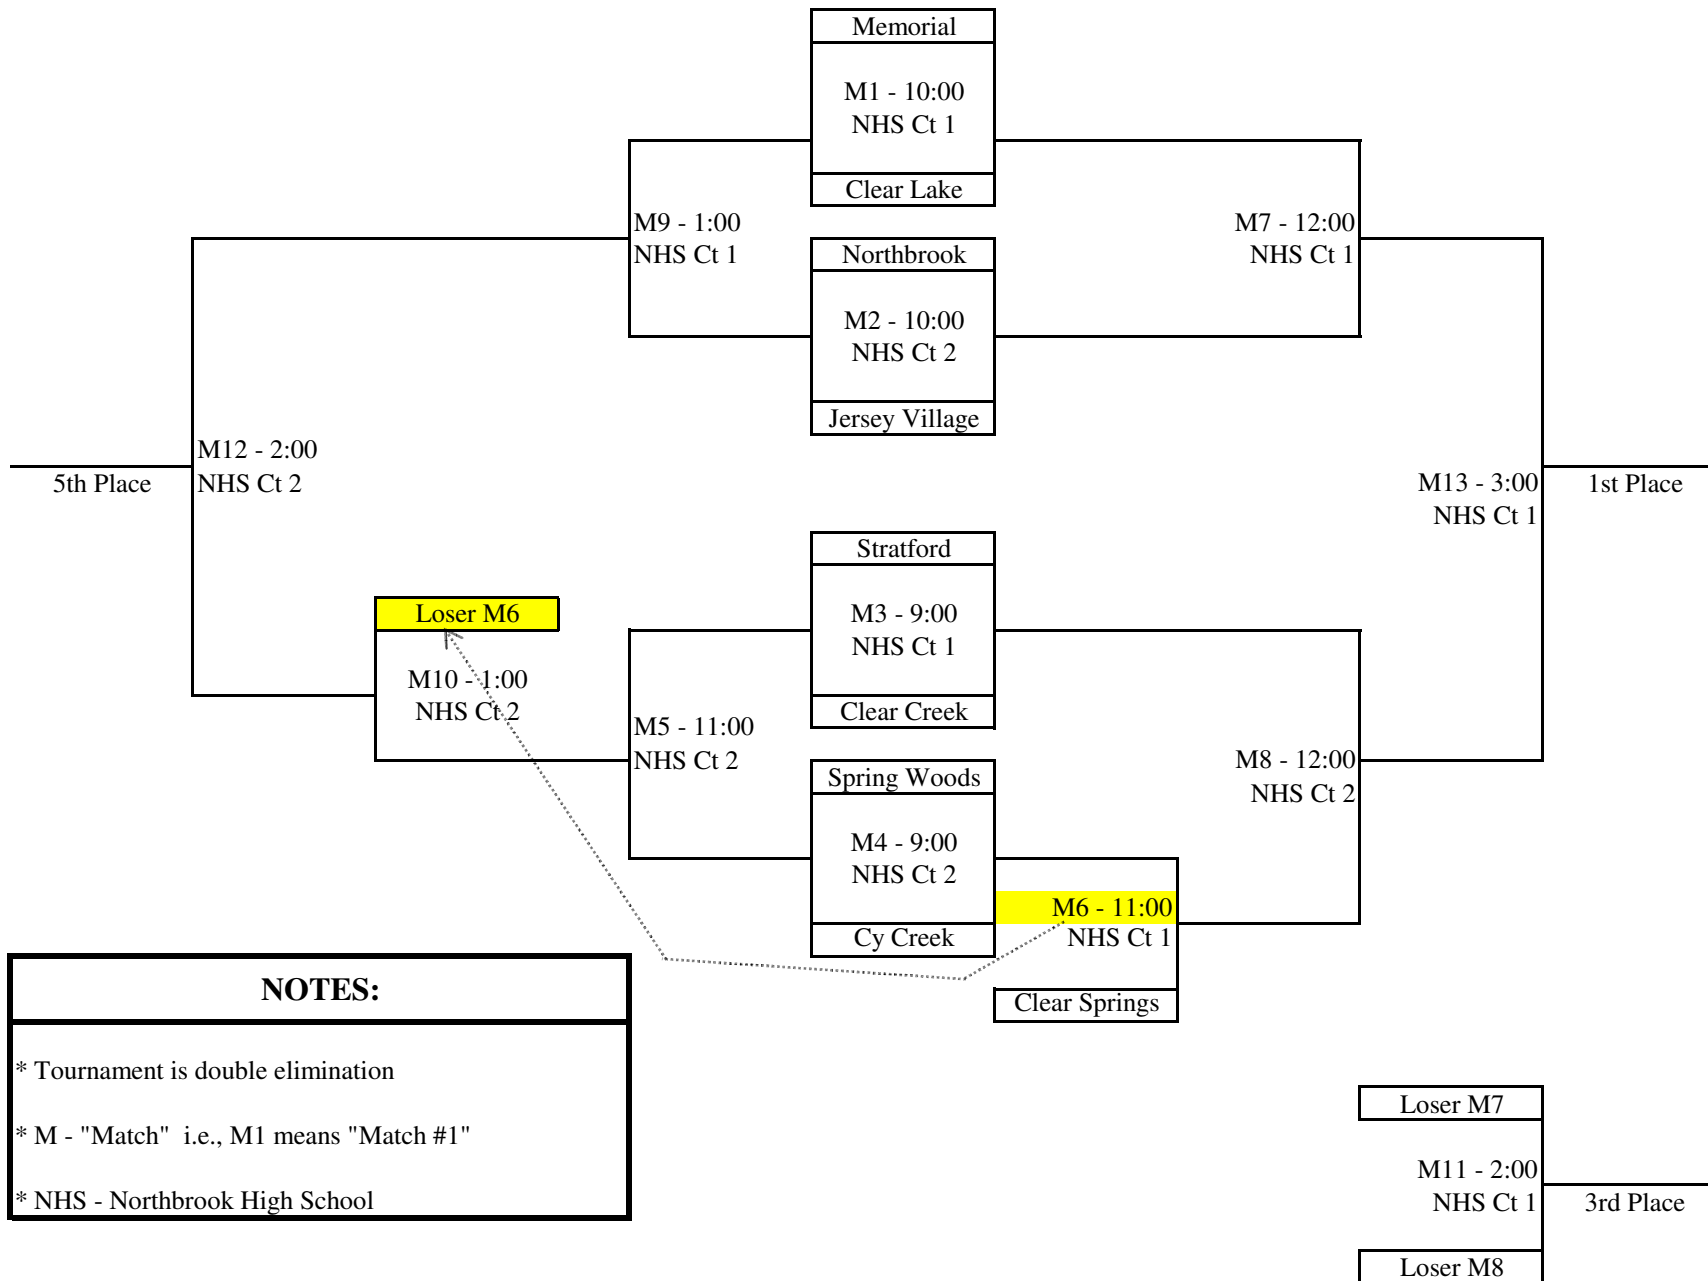 Memorial
M1 - 10:00
NHS Ct 1
Clear Lake
M9 - 1:00
NHS Ct 1
M7 - 12:00
NHS Ct 1
Northbrook
M2 - 10:00
NHS Ct 2
Jersey Village
M12 - 2:00
NHS Ct 2
5th Place
M13 - 3:00
NHS Ct 1
1st Place
Stratford
M3 - 9:00
NHS Ct 1
Clear Creek
Loser M6
M10 - 1:00
NHS Ct 2
M5 - 11:00
NHS Ct 2
M8 - 12:00
NHS Ct 2
Spring Woods
M4 - 9:00
NHS Ct 2
Cy Creek
M6 - 11:00
NHS Ct 1
Clear Springs
NOTES:
* Tournament is double elimination
* M - "Match"  i.e., M1 means "Match #1"
* NHS - Northbrook High School
Loser M7
M11 - 2:00
NHS Ct 1
3rd Place
Loser M8